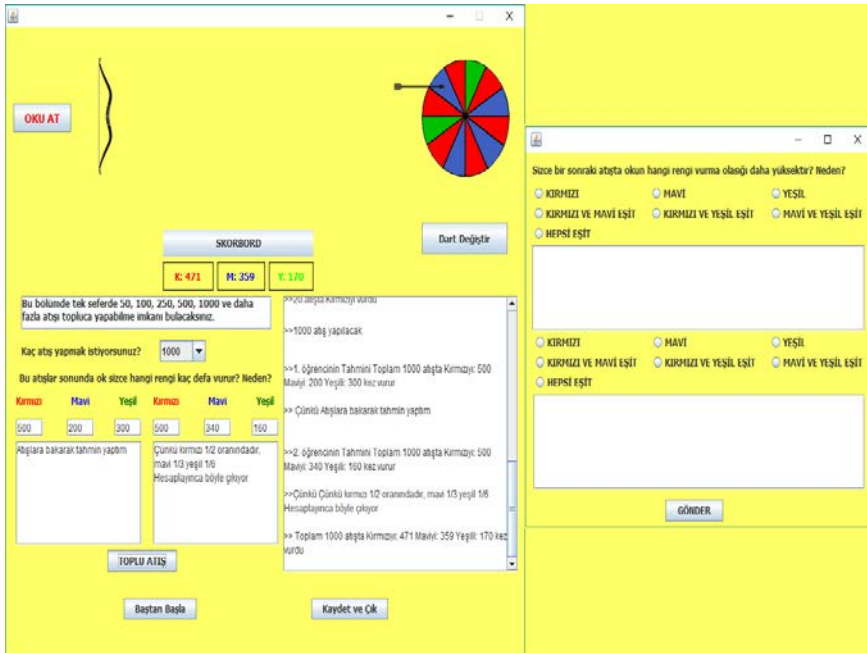 OKU AT
Dart Değiştir
SKORBORD
K: 471 M: 359 Y: 170
Bu bölümde tek seferde 50, 100, 250, 500, 1000 ve daha
fazla atışı topluca yapabilme imkanı bulacaksınız.
Kaç atış yapmak istiyorsunuz? 1000
Bu atışlar sonunda ok sizce hangi rengi kaç defa vurur? Neden?
Kırmızı Mavi Yeşil Kırmızı Mavi Yeşil
500 200 300 500 340 160
Atışlara bakarak tahmin yaptım
Çünkü kırmızı 1/2 oranındadır,
mavi 1/3 yeşil 1/6
Hesaplayınca böyle çıkıyor
TOPLU ATIŞ
Baştan Başla
Kaydet ve Çık
>>20.atışta Kırmızıyı vurdu
>>1000 atış yapılacak
>>1. öğrencinin Tahmini Toplam 1000 atışta Kırmızıyı: 500
Maviyi: 200 Yeşili: 300 kez vurur
>> Çünkü Atışlara bakarak tahmin yaptım
>>2. öğrencinin Tahmini Toplam 1000 atışta Kırmızıyı: 500
Maviyi: 340 Yeşili: 160 kez vurur
>>Çünkü Çünkü kırmızı 1/2 oranındadır, mavi 1/3 yeşil 1/6
Hesaplayınca böyle çıkıyor
>> Toplam 1000 atışta Kırmızıyı: 471 Maviyi: 359 Yeşili: 170 kez
vurdu
Sizce bir sonraki atışta okun hangi rengi vurma olasığı daha yüksektir? Neden?
KIRMIZI MAVİ YEŞİL
KIRMIZI VE MAVİ EŞİT KIRMIZI VE YEŞİL EŞİT MAVİ VE YEŞİL EŞİT
HEPSİ EŞİT
KIRMIZI MAVİ YEŞİL
KIRMIZI VE MAVİ EŞİT KIRMIZI VE YEŞİL EŞİT MAVİ VE YEŞİL EŞİT
HEPSİ EŞİT
GÖNDER